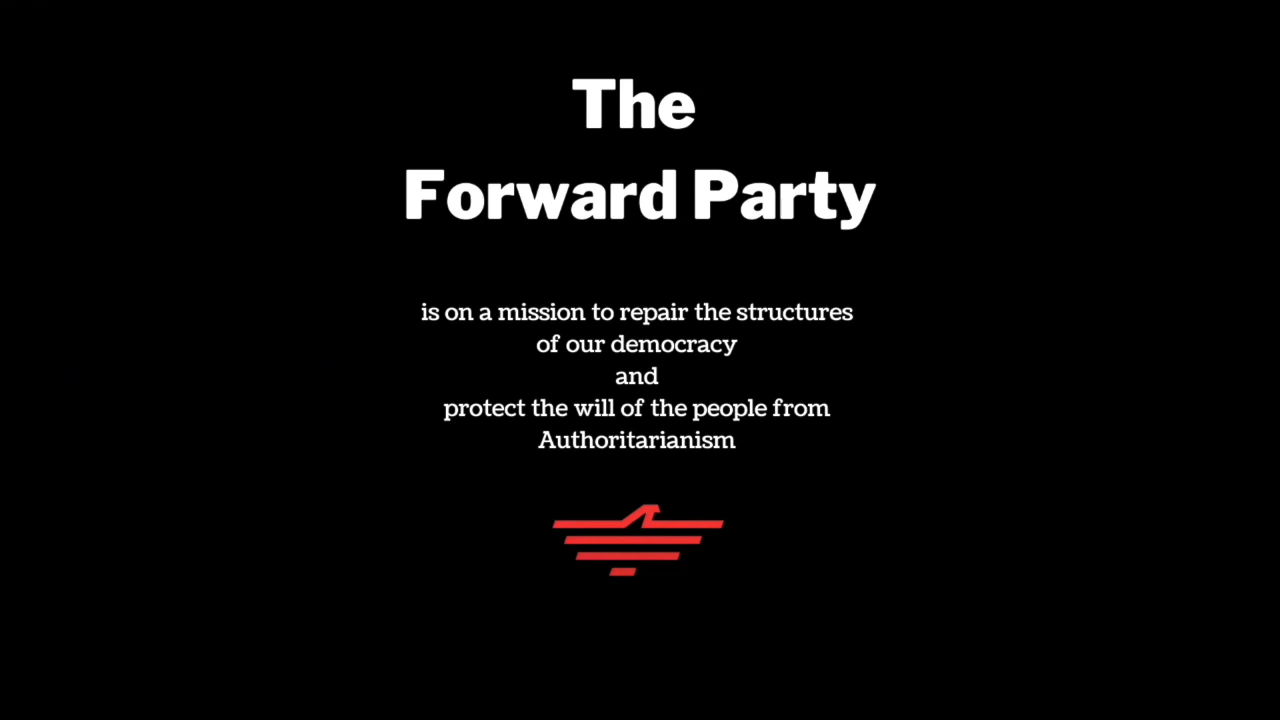 The
Forward Party
is on a mission to repair the structures
of our democracy
and
protect the will of the people from
Authoritarianism